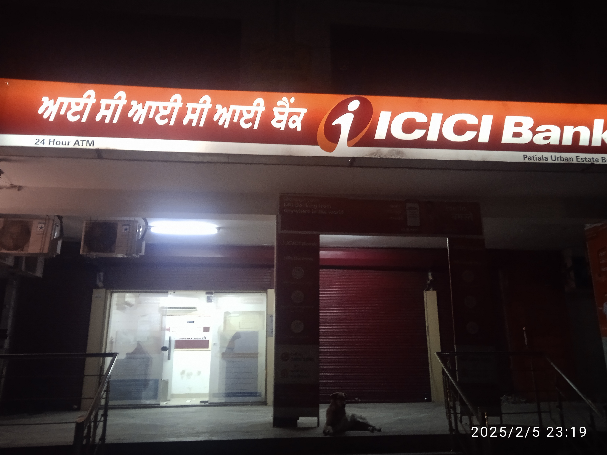 ਆਈ ਸੀ ਆਈ ਸੀ ਆਈ ਬੈਂਕ
ICICI Bank
24 Hour ATM
Patiala Urban Estate B
2025/2/5 23:19